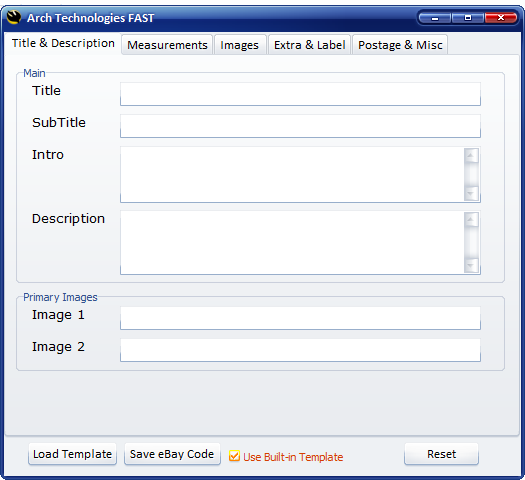 Arch Technologies FAST
Title & Description Measurements Images Extra & Label Postage & Misc
Main
Title
SubTitle
Intro
Description
Primary Images
Image 1
Image 2
Load Template Save eBay Code Use Built-in Template Reset